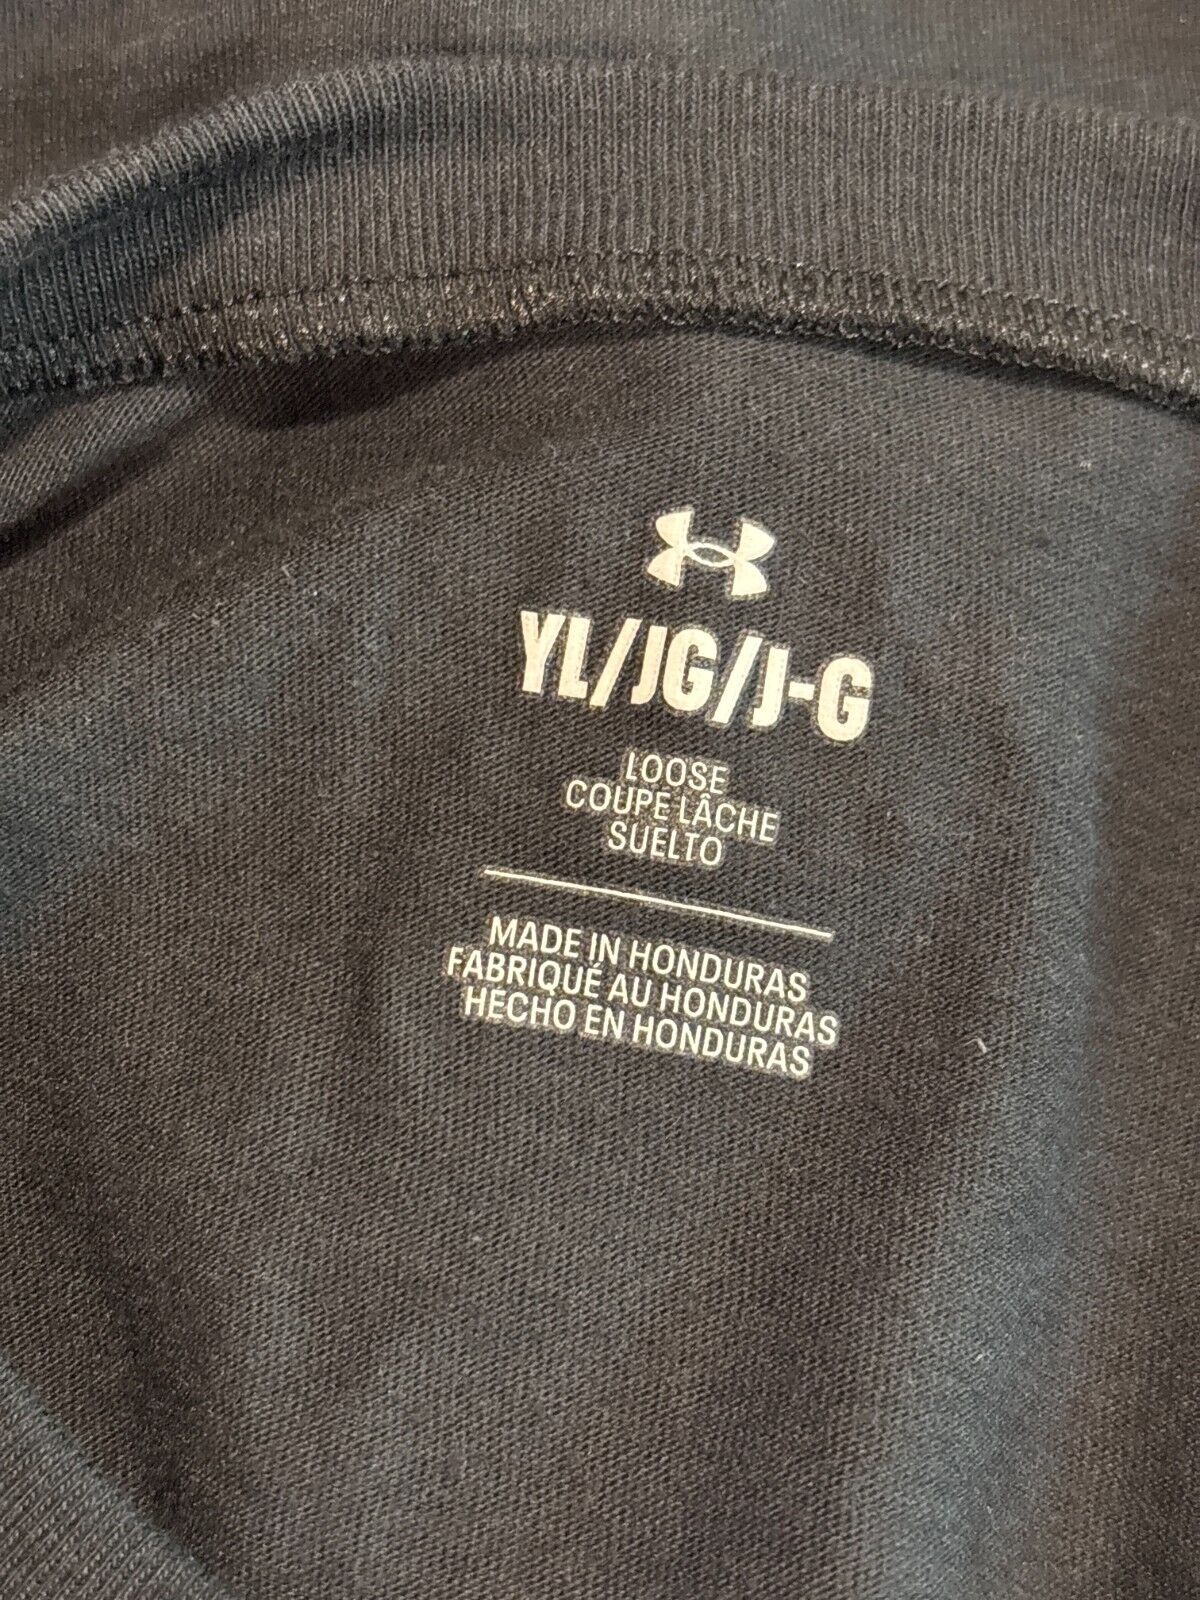 YL/JG/J-G
LOOSE
COUPE LÂCHE
SUELTO
MADE IN HONDURAS
FABRIQUÉ AU HONDURAS
HECHO EN HONDURAS